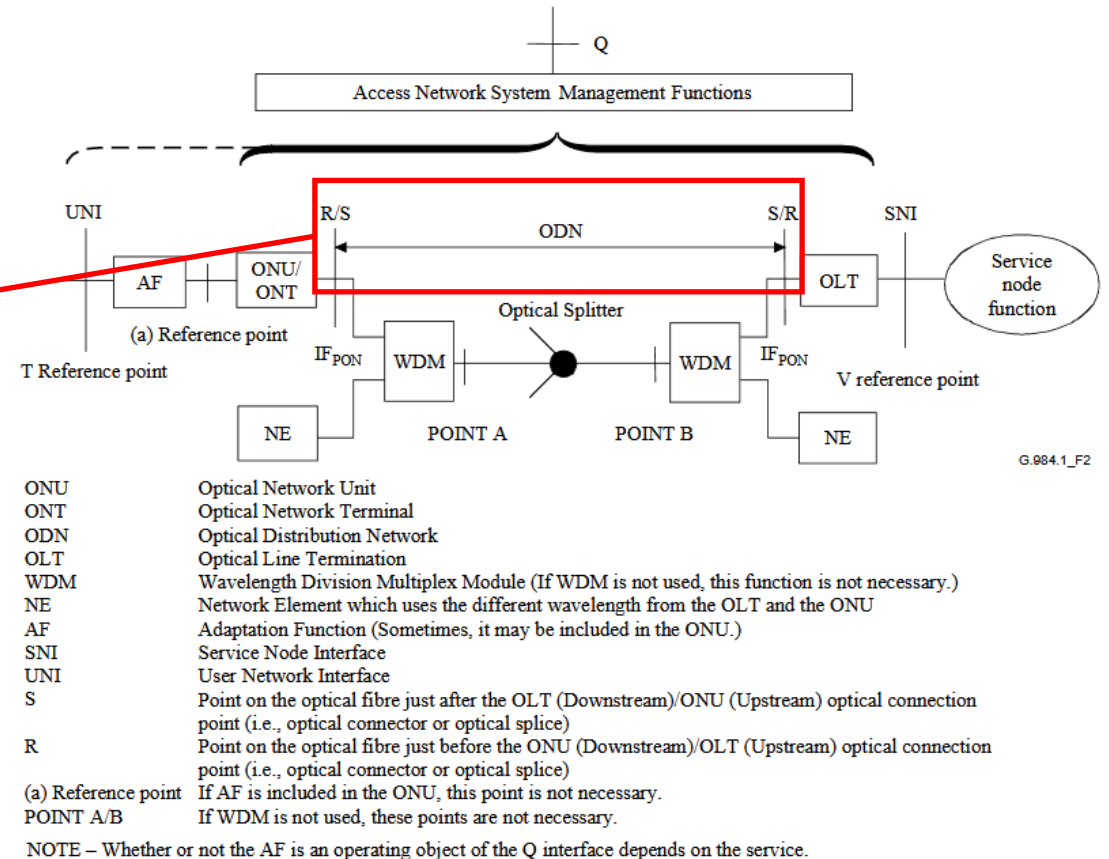 Q
Access Network System Management Functions
UNI
R/S
S/R
SNI
ODN
AF
ONU/
ONT
OLT
Service
node
function
Optical Splitter
(a) Reference point
IFPON
WDM
WDM
IFPON
T Reference point
V reference point
NE
POINT A
POINT B
NE
G.984.1_F2
ONU Optical Network Unit
ONT Optical Network Terminal
ODN Optical Distribution Network
OLT Optical Line Termination
WDM Wavelength Division Multiplex Module (If WDM is not used, this function is not necessary.)
NE Network Element which uses the different wavelength from the OLT and the ONU
AF Adaptation Function (Sometimes, it may be included in the ONU.)
SNI Service Node Interface
UNI User Network Interface
S Point on the optical fibre just after the OLT (Downstream)/ONU (Upstream) optical connection
point (i.e., optical connector or optical splice)
R Point on the optical fibre just before the ONU (Downstream)/OLT (Upstream) optical connection
point (i.e., optical connector or optical splice)
(a) Reference point If AF is included in the ONU, this point is not necessary.
POINT A/B If WDM is not used, these points are not necessary.
NOTE – Whether or not the AF is an operating object of the Q interface depends on the service.